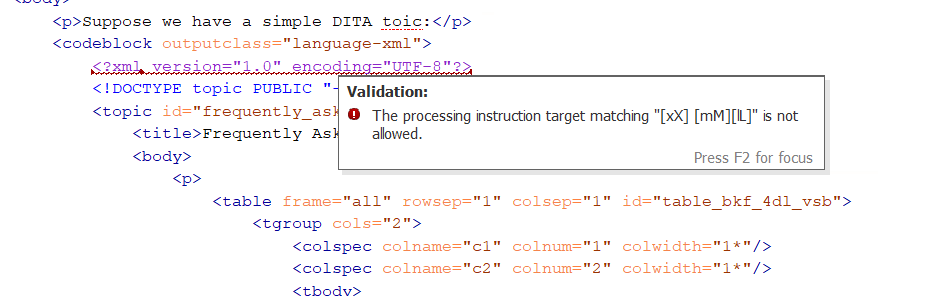 <body>
<p>Suppose we have a simple DITA toic:</p>
<codeblock outputclass="language-xml">
<?xml version="1.0" encoding="UTF-8"?>
<!DOCTYPE topic PUBLIC "-
<topic id="frequently_ask
<title>Frequently Ask
<body>
<p>
<table frame="all" rowsep="1" colsep="1" id="table_bkf_4dl_vsb">
<tgroup cols="2">
<colspec colname="c1" colnum="1" colwidth="1*"/>
<colspec colname="c2" colnum="2" colwidth="1*"/>
<tbody>
Validation:
The processing instruction target matching "[xX] [mM][lL]" is not
allowed.
Press F2 for focus